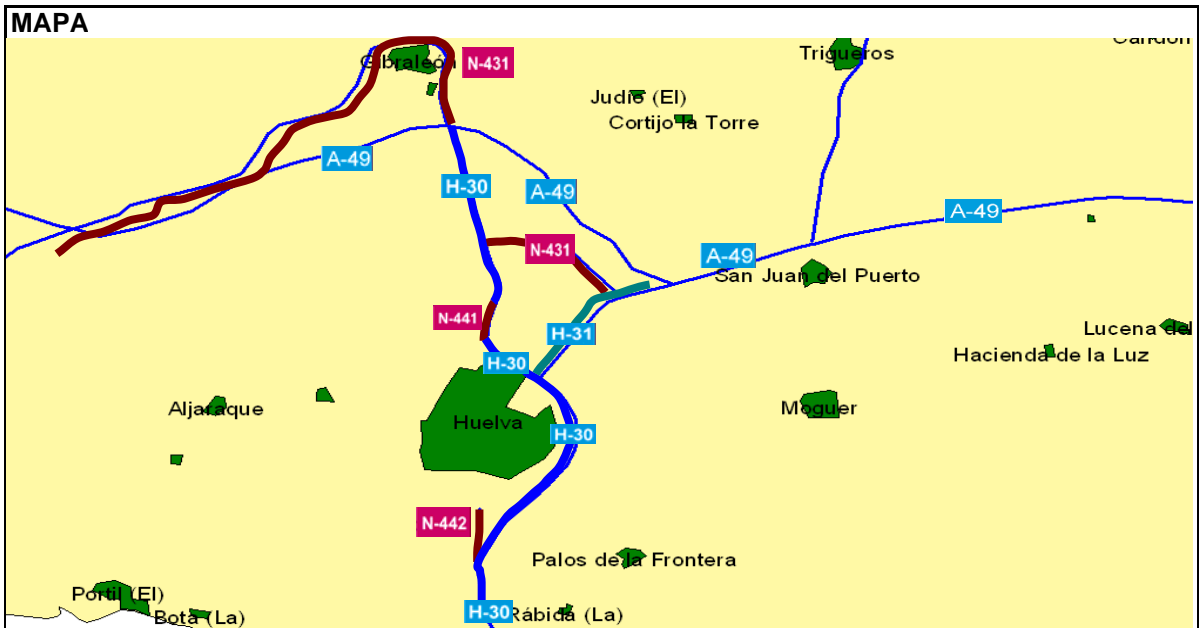 MAPA
Gibraleón
N-431
Trigueros
Judío (El)
Cortijo la Torre
A-49
H-30
A-49
A-49
N-431
A-49
San Juan del Puerto
N-441
H-31
Lucena del
Hacienda de la Luz
H-30
Aljaraque
Moguer
Huelva
H-30
N-442
Palos de la Frontera
Portil (El)
Bota (La)
H-30
Rábida (La)